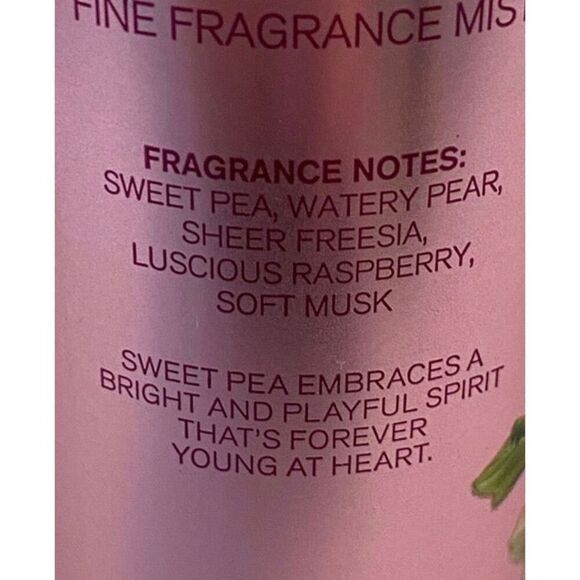 FINE FRAGRANCE MIST
FRAGRANCE NOTES:
SWEET PEA, WATERY PEAR,
SHEER FREESIA,
LUSCIOUS RASPBERRY,
SOFT MUSK
SWEET PEA EMBRACES A
BRIGHT AND PLAYFUL SPIRIT
THAT'S FOREVER
YOUNG AT HEART.